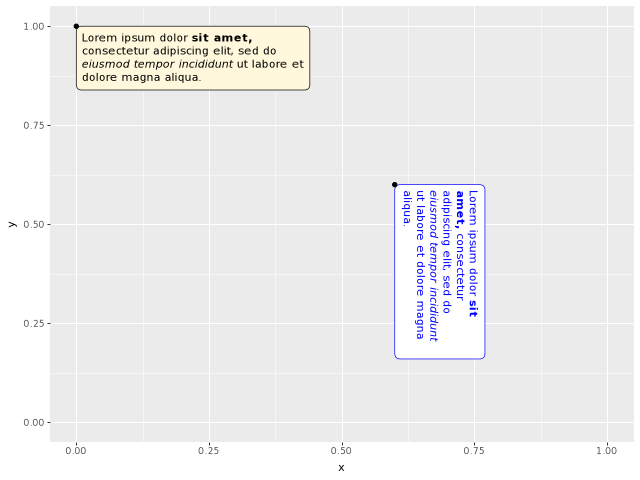 1.00
Lorem ipsum dolor sit amet,
consectetur adipiscing elit, sed do
eiusmod tempor incididunt ut labore et
dolore magna aliqua.
0.75
y
0.50
Lorem ipsum dolor sit
amet, consectetur
adipiscing elit, sed do
eiusmod tempor incididunt
ut labore et dolore magna
aliqua.
0.25
0.00
0.00 0.25 0.50 0.75 1.00
x